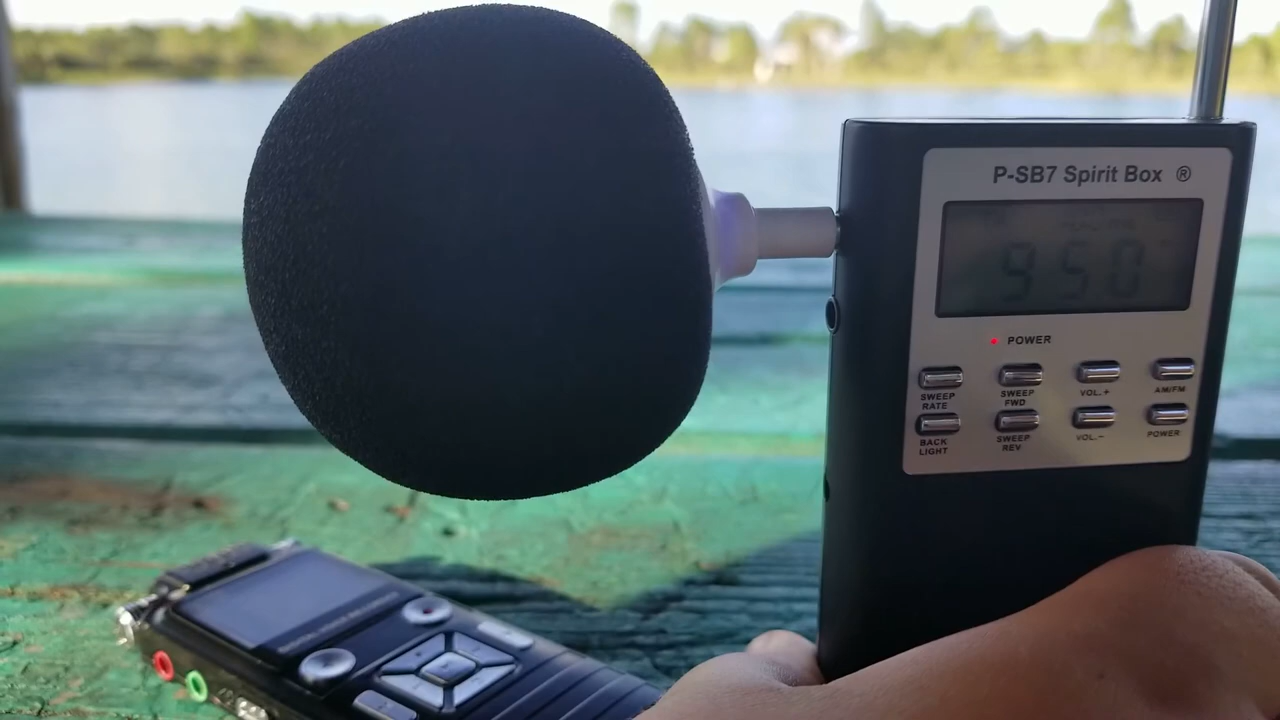 P-SB7 Spirit Box ®
950
POWER
SWEEP RATE
SWEEP FWD
VOL.+
AM/FM
BACK LIGHT
SWEEP REV
VOL.-
POWER